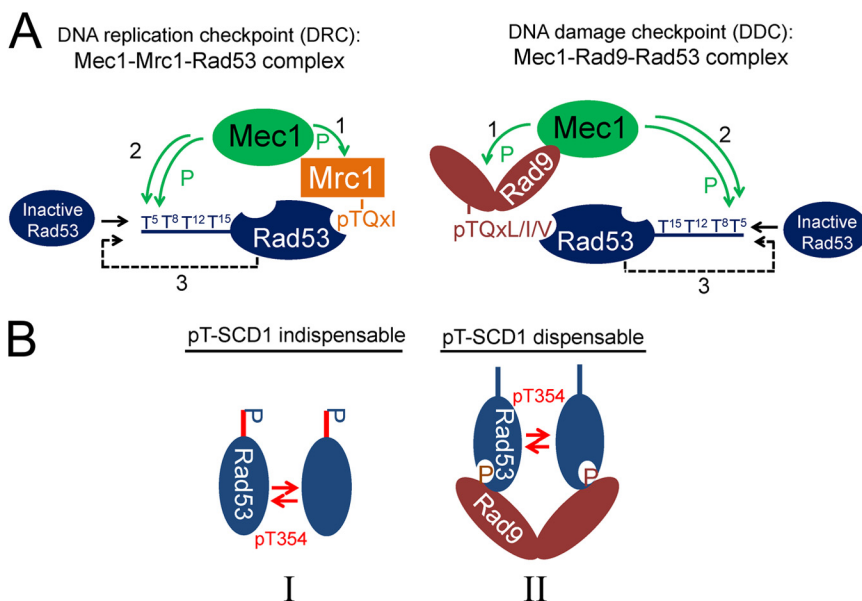 A
DNA replication checkpoint (DRC):
Mec1-Mrc1-Rad53 complex
2
Mec1
P
1
P
Mrc1
pTQxI
Inactive
Rad53
T⁵ T⁸ T¹² T¹⁵
Rad53
3
DNA damage checkpoint (DDC):
Mec1-Rad9-Rad53 complex
1
P
Mec1
2
Rad9
P
pTQxL/I/V
Rad53
T¹⁵ T¹² T⁸ T⁵
Inactive
Rad53
3
B
pT-SCD1 indispensable
P
P
Rad53
pT354
I
pT-SCD1 dispensable
pT354
Rad53
P
P
Rad9
II